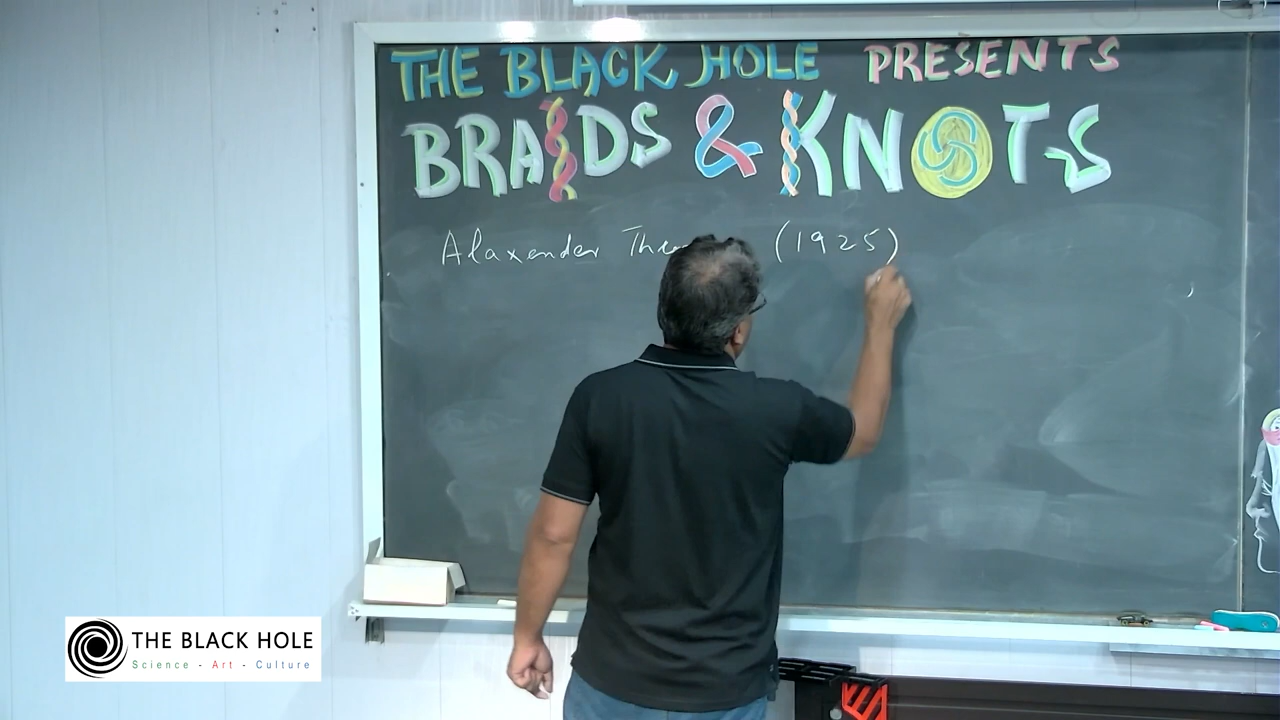 THE BLACK HOLE PRESENTS
BRAIDS & KNOTS
Alaxender (1925)
THE BLACK HOLE
Science - Art - Culture